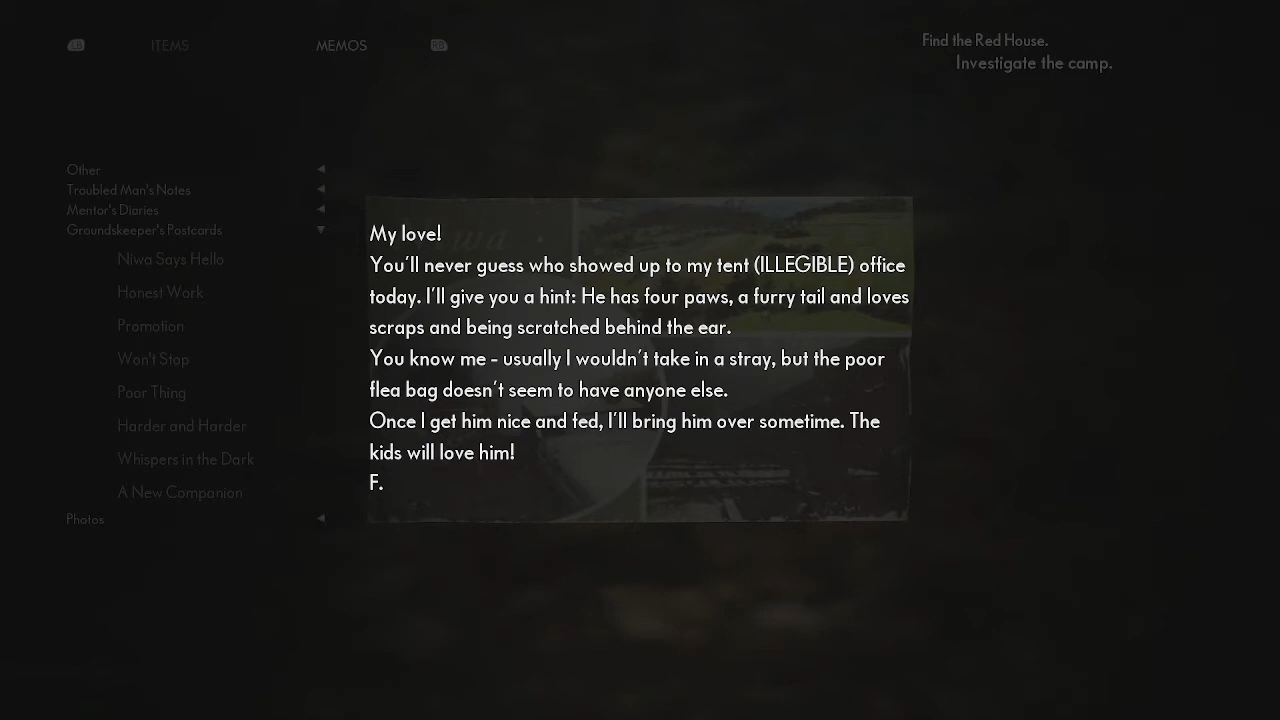 LB
ITEMS
MEMOS
RB
Find the Red House.
Investigate the camp.
Other
Troubled Man's Notes
Mentor's Diaries
Groundskeeper's Postcards
Niwa Says Hello
Honest Work
Promotion
Won't Stop
Poor Thing
Harder and Harder
Whispers in the Dark
A New Companion
Photos
My love!
You'll never guess who showed up to my tent (ILLEGIBLE) office
today. I'll give you a hint: He has four paws, a furry tail and loves
scraps and being scratched behind the ear.
You know me - usually I wouldn't take in a stray, but the poor
flea bag doesn't seem to have anyone else.
Once I get him nice and fed, I'll bring him over sometime. The
kids will love him!
F.